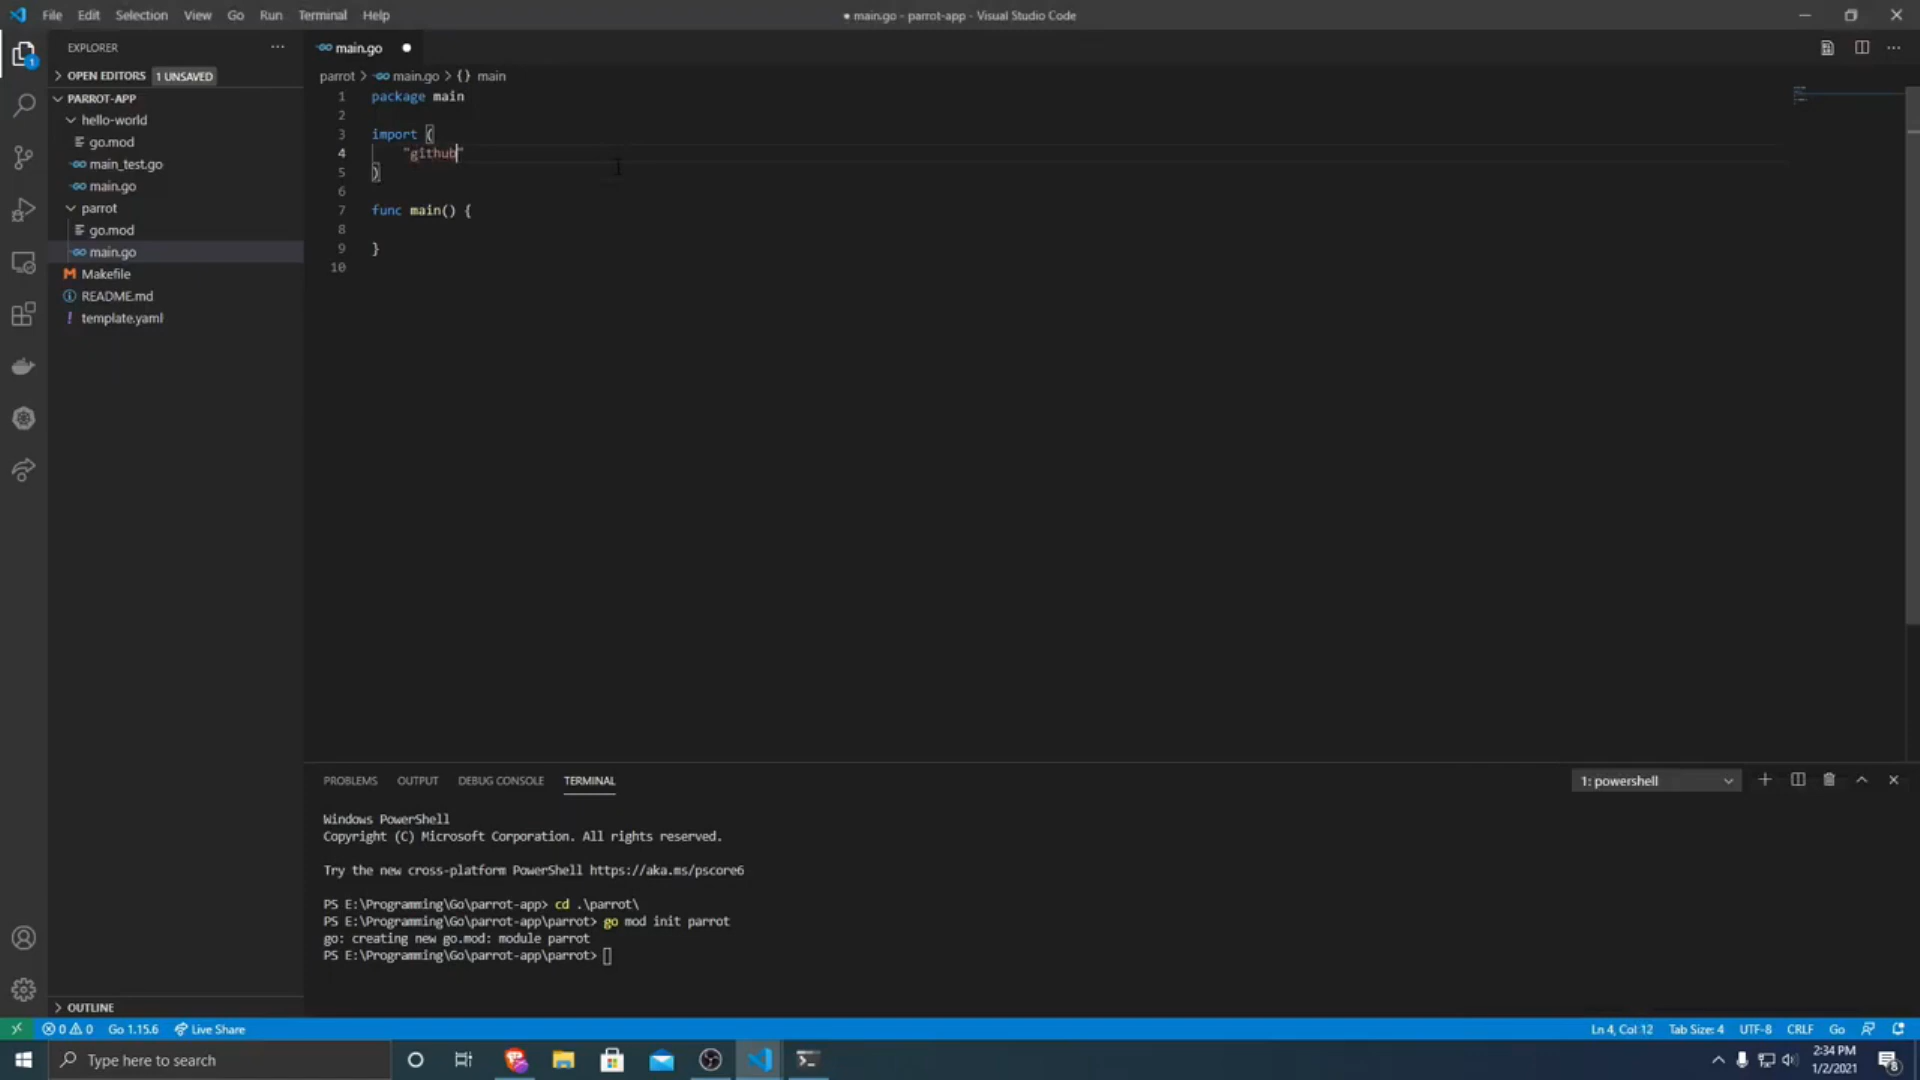 File Edit Selection View Go Run Terminal Help
● main.go - parrot-app - Visual Studio Code
EXPLORER
main.go
OPEN EDITORS 1 UNSAVED
parrot > main.go > {} main
PARROT-APP
hello-world
go.mod
main_test.go
main.go
parrot
go.mod
main.go
Makefile
README.md
template.yaml
1 package main
2
3 import (
4 "github"
5 )
6
7 func main() {
8
9 }
10
PROBLEMS OUTPUT DEBUG CONSOLE TERMINAL
1: powershell
Windows PowerShell
Copyright (C) Microsoft Corporation. All rights reserved.
Try the new cross-platform PowerShell https://aka.ms/pscore6
PS E:\Programming\Go\parrot-app> cd .\parrot\
PS E:\Programming\Go\parrot-app\parrot> go mod init parrot
go: creating new go.mod: module parrot
PS E:\Programming\Go\parrot-app\parrot>
OUTLINE
0 0 Go 1.15.6 Live Share
Ln 4, Col 12 Tab Size: 4 UTF-8 CRLF Go
Type here to search
2:34 PM
1/2/2021
8
1